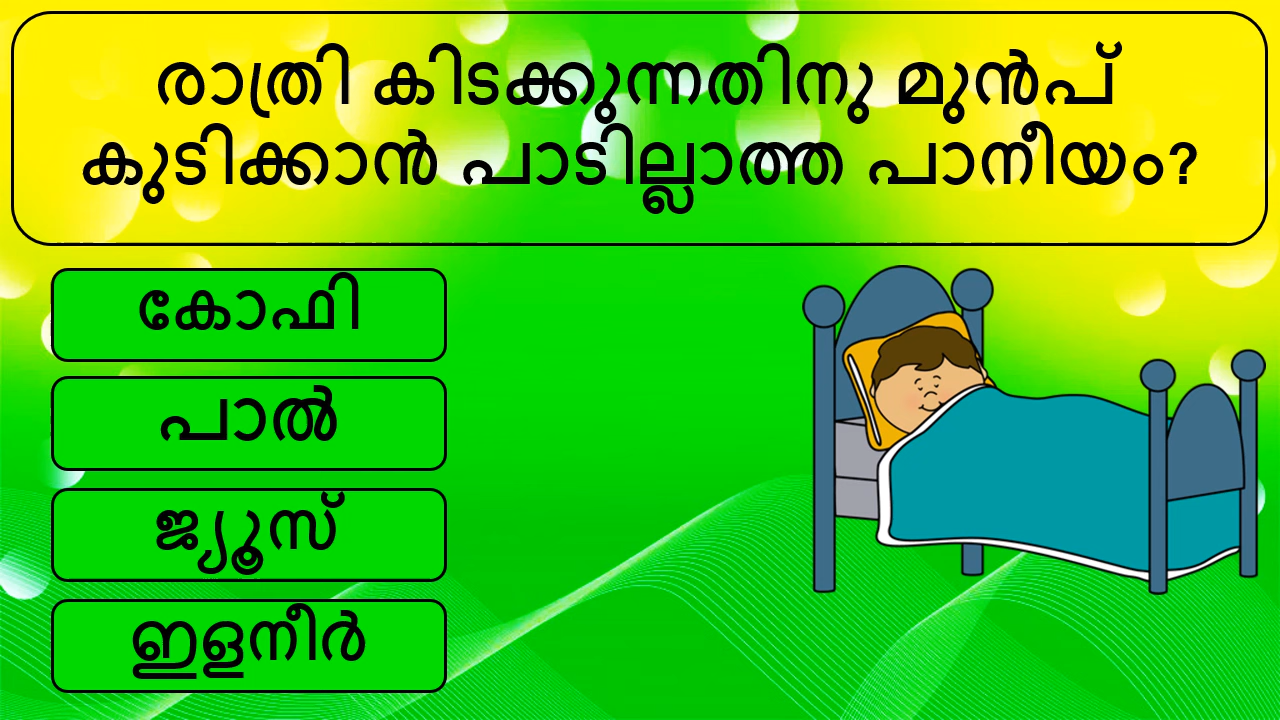 രാത്രി കിടക്കുന്നതിനു മുൻപ്
കുടിക്കാൻ പാടില്ലാത്ത പാനീയം?
കോഫി
പാൽ
ജ്യൂസ്
ഇളനീർ